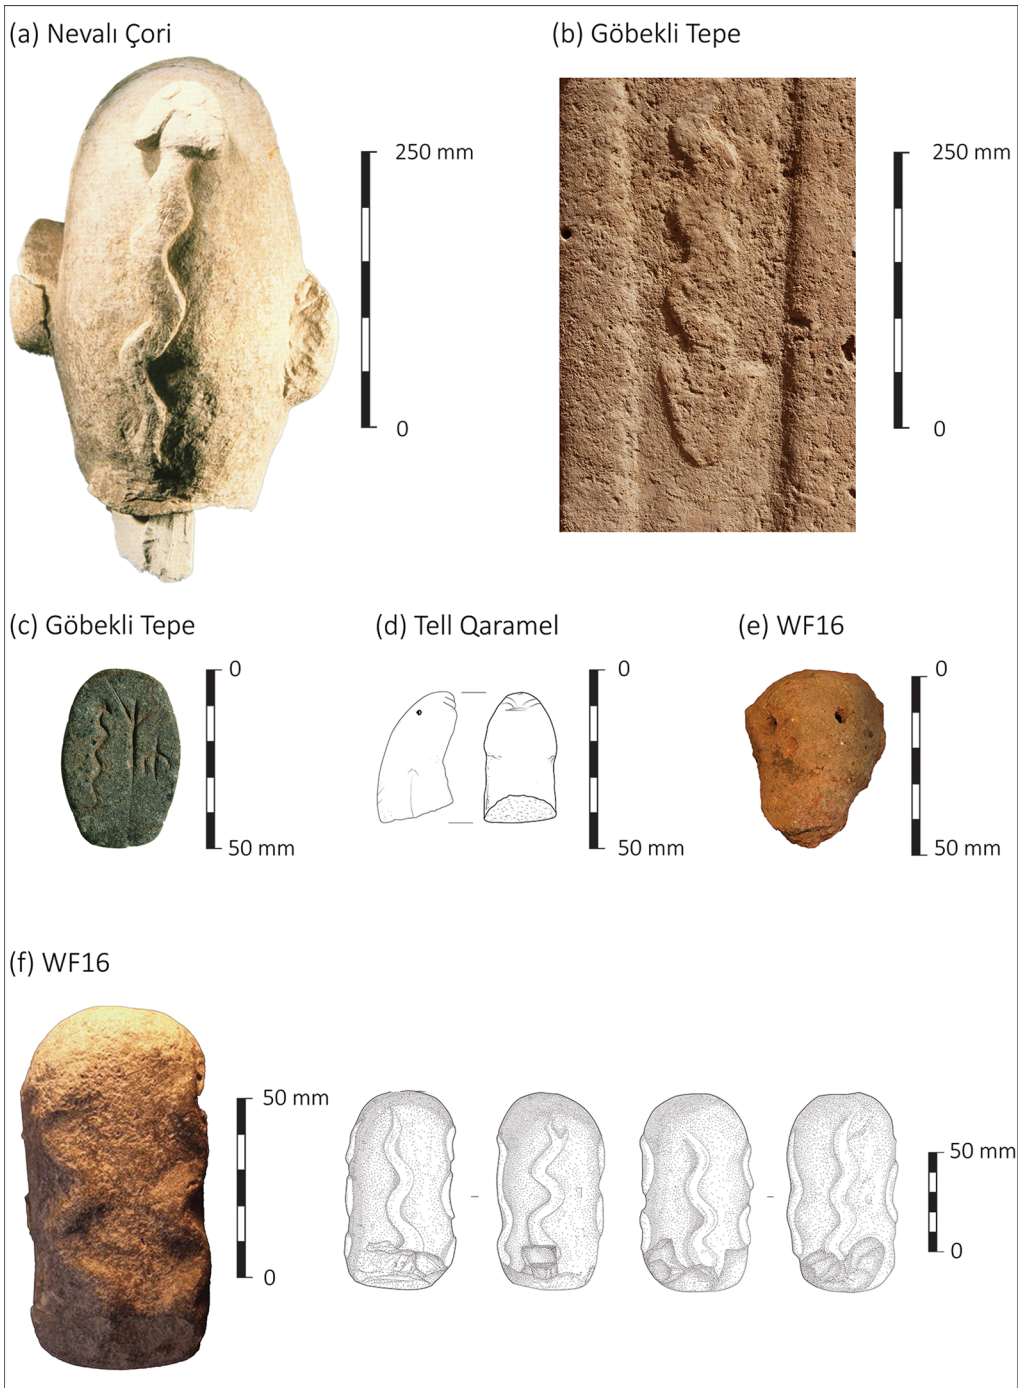 (a) Nevalı Çori
(b) Göbekli Tepe
250 mm
0
250 mm
0
(c) Göbekli Tepe
(d) Tell Qaramel
(e) WF16
0
50 mm
0
50 mm
0
50 mm
(f) WF16
50 mm
0
50 mm
0